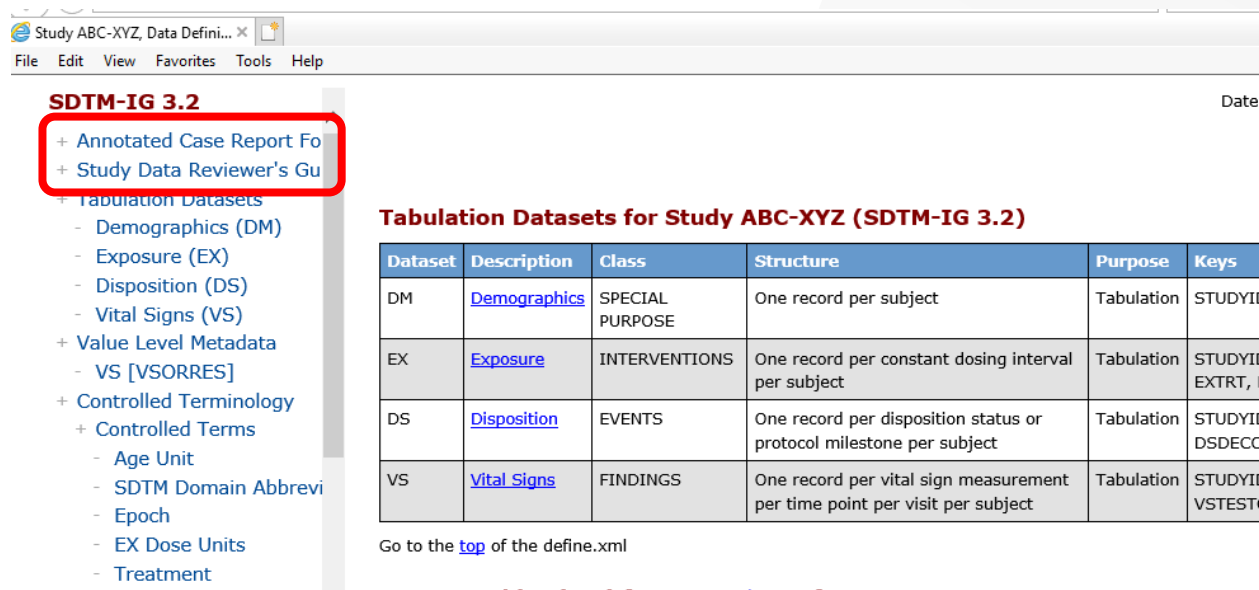 Study ABC-XYZ, Data Defini...
File Edit View Favorites Tools Help
SDTM-IG 3.2
+ Annotated Case Report Fo
+ Study Data Reviewer's Gu
+ Tabulation Datasets
- Demographics (DM)
- Exposure (EX)
- Disposition (DS)
- Vital Signs (VS)
+ Value Level Metadata
- VS [VSORRES]
+ Controlled Terminology
+ Controlled Terms
- Age Unit
- SDTM Domain Abbrevi
- Epoch
- EX Dose Units
- Treatment
Date
Tabulation Datasets for Study ABC-XYZ (SDTM-IG 3.2)
Dataset Description Class Structure Purpose Keys
DM Demographics SPECIAL One record per subject Tabulation STUDYID
PURPOSE
EX Exposure INTERVENTIONS One record per constant dosing interval Tabulation STUDYID
per subject EXTRT,
DS Disposition EVENTS One record per disposition status or Tabulation STUDYID
protocol milestone per subject DSDECO
VS Vital Signs FINDINGS One record per vital sign measurement Tabulation STUDYID
per time point per visit per subject VSTEST
Go to the top of the define.xml